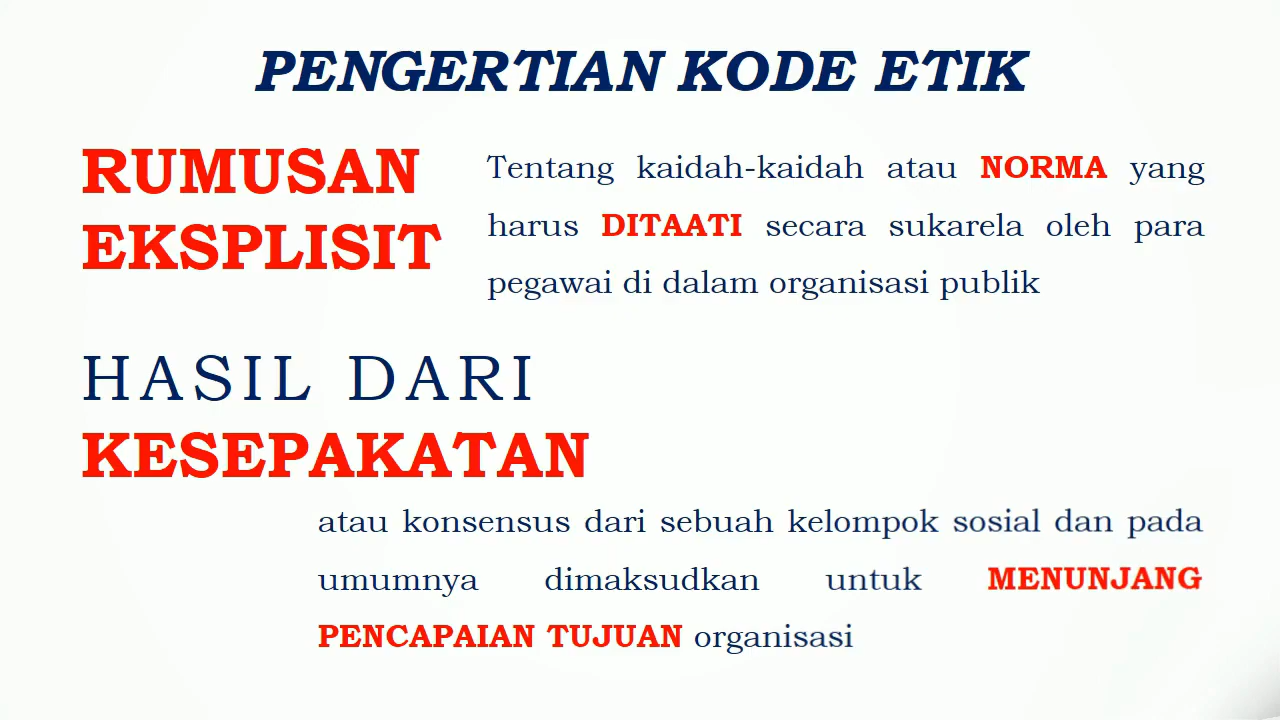 PENGERTIAN KODE ETIK
RUMUSAN
EKSPLISIT
Tentang kaidah-kaidah atau NORMA yang
harus DITAATI secara sukarela oleh para
pegawai di dalam organisasi publik
HASIL DARI
KESEPAKATAN
atau konsensus dari sebuah kelompok sosial dan pada
umumnya dimaksudkan untuk MENUNJANG
PENCAPAIAN TUJUAN organisasi